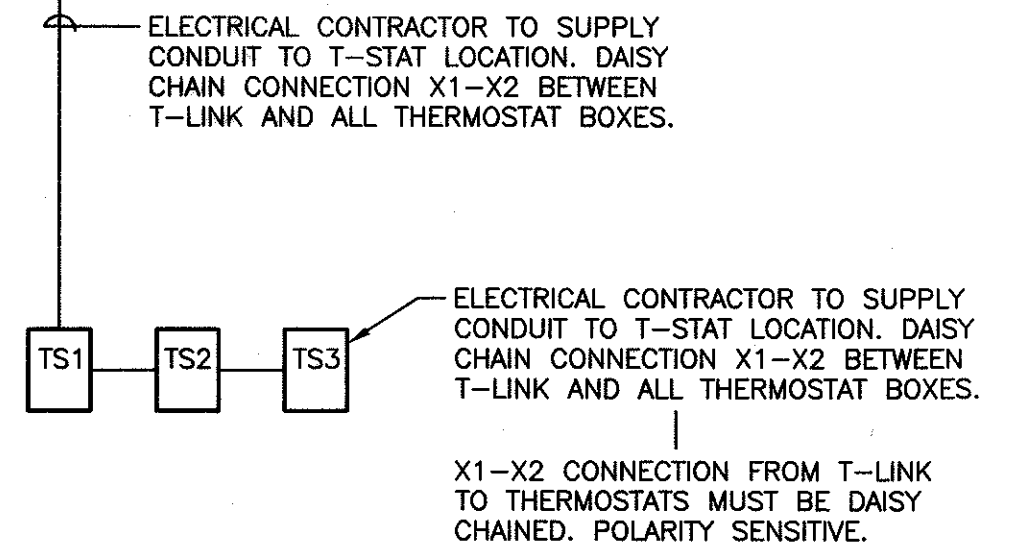 ELECTRICAL CONTRACTOR TO SUPPLY
CONDUIT TO T-STAT LOCATION. DAISY
CHAIN CONNECTION X1-X2 BETWEEN
T-LINK AND ALL THERMOSTAT BOXES.
TS1 TS2 TS3
ELECTRICAL CONTRACTOR TO SUPPLY
CONDUIT TO T-STAT LOCATION. DAISY
CHAIN CONNECTION X1-X2 BETWEEN
T-LINK AND ALL THERMOSTAT BOXES.
X1-X2 CONNECTION FROM T-LINK
TO THERMOSTATS MUST BE DAISY
CHAINED. POLARITY SENSITIVE.